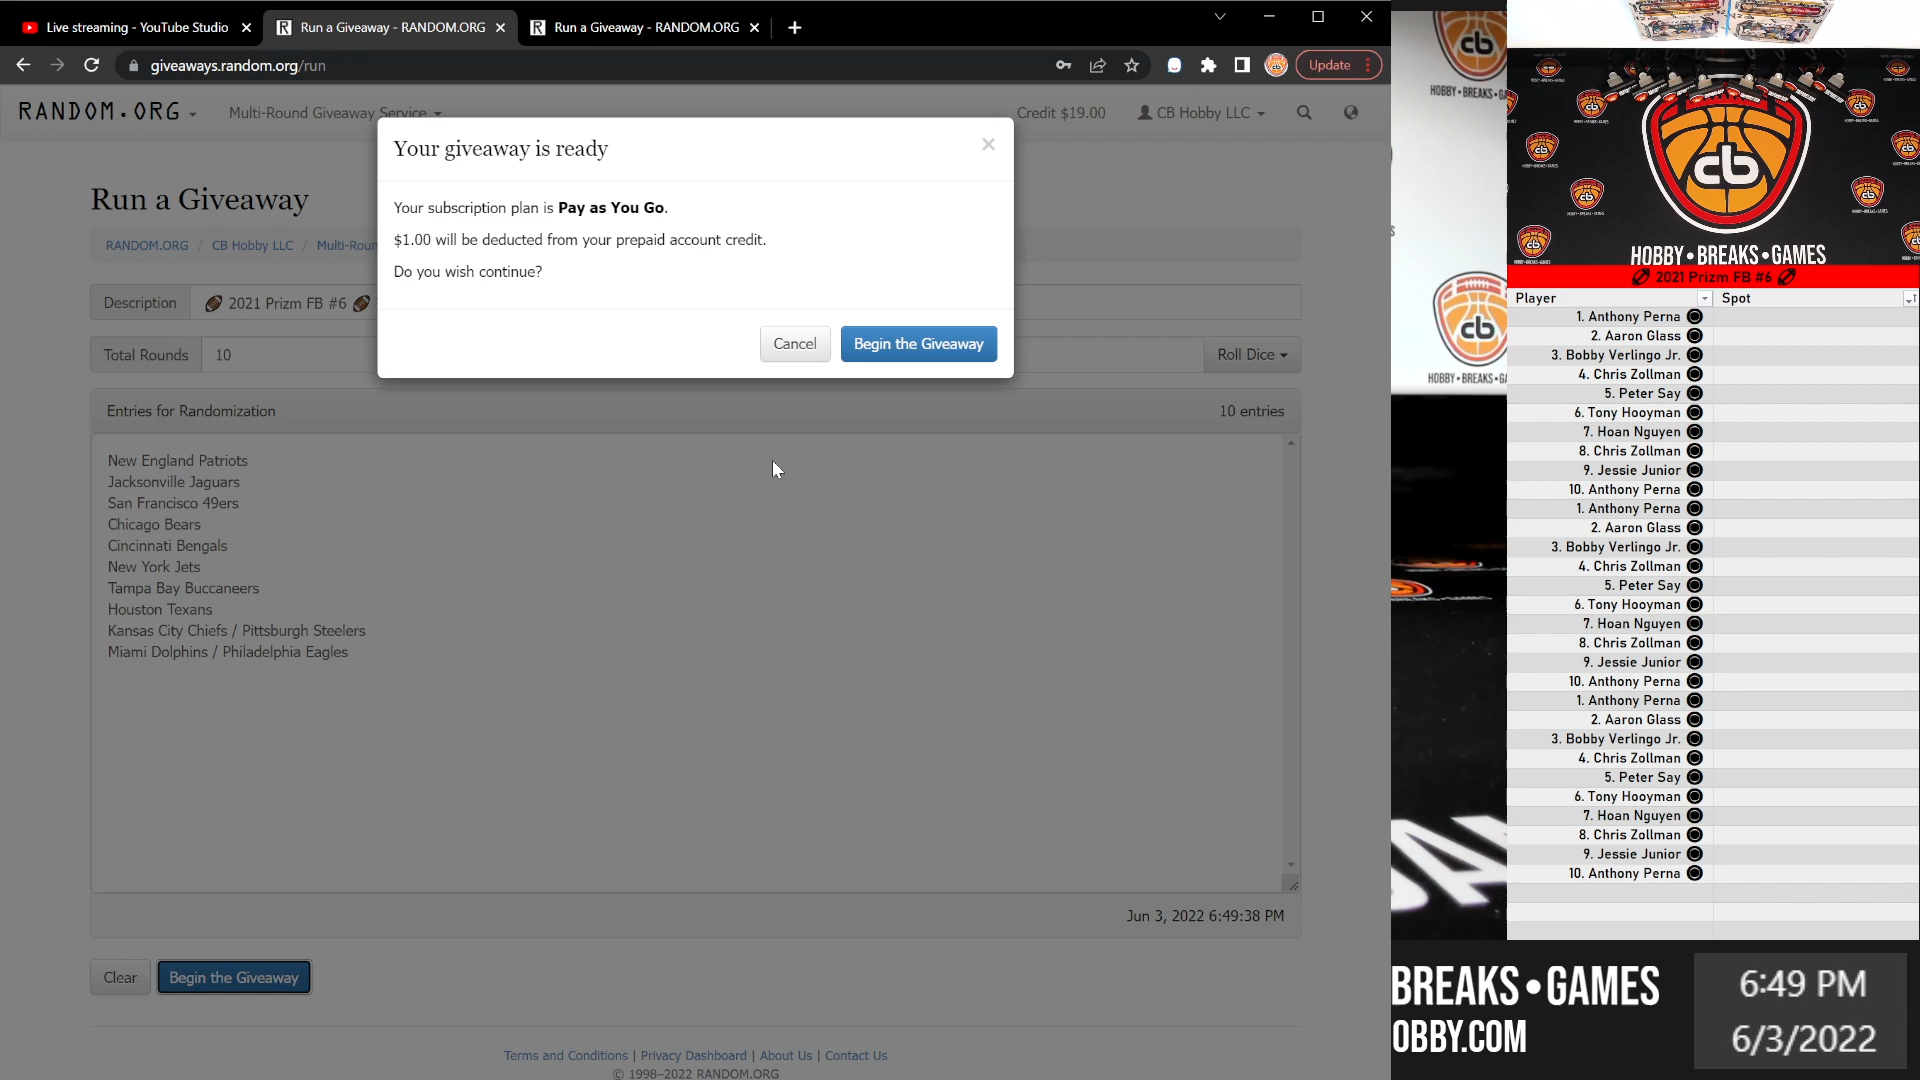 Live streaming - YouTube Studio
Run a Giveaway - RANDOM.ORG
Run a Giveaway - RANDOM.ORG
giveaways.random.org/run
Update
RANDOM.ORG
Multi-Round Giveaway Service
Credit $19.00
CB Hobby LLC
Your giveaway is ready
Your subscription plan is Pay as You Go.
$1.00 will be deducted from your prepaid account credit.
Do you wish continue?
Cancel
Begin the Giveaway
Run a Giveaway
RANDOM.ORG / CB Hobby LLC / Multi-Roun
Description
🏈 2021 Prizm FB #6 🏈
Total Rounds
10
Roll Dice
Entries for Randomization
10 entries
New England Patriots
Jacksonville Jaguars
San Francisco 49ers
Chicago Bears
Cincinnati Bengals
New York Jets
Tampa Bay Buccaneers
Houston Texans
Kansas City Chiefs / Pittsburgh Steelers
Miami Dolphins / Philadelphia Eagles
Jun 3, 2022 6:49:38 PM
Clear
Begin the Giveaway
Terms and Conditions | Privacy Dashboard | About Us | Contact Us
© 1998–2022 RANDOM.ORG
cb
HOBBY•BREAKS•GA
cb
HOBBY•BREAKS•GA
cb
HOBBY•BREAKS•GAMES
🏈 2021 Prizm FB #6 🏈
Player Spot
1. Anthony Perna
2. Aaron Glass
3. Bobby Verlingo Jr.
4. Chris Zollman
5. Peter Say
6. Tony Hooyman
7. Hoan Nguyen
8. Chris Zollman
9. Jessie Junior
10. Anthony Perna
1. Anthony Perna
2. Aaron Glass
3. Bobby Verlingo Jr.
4. Chris Zollman
5. Peter Say
6. Tony Hooyman
7. Hoan Nguyen
8. Chris Zollman
9. Jessie Junior
10. Anthony Perna
1. Anthony Perna
2. Aaron Glass
3. Bobby Verlingo Jr.
4. Chris Zollman
5. Peter Say
6. Tony Hooyman
7. Hoan Nguyen
8. Chris Zollman
9. Jessie Junior
10. Anthony Perna
BREAKS•GAMES
OBBY.COM
6:49 PM
6/3/2022